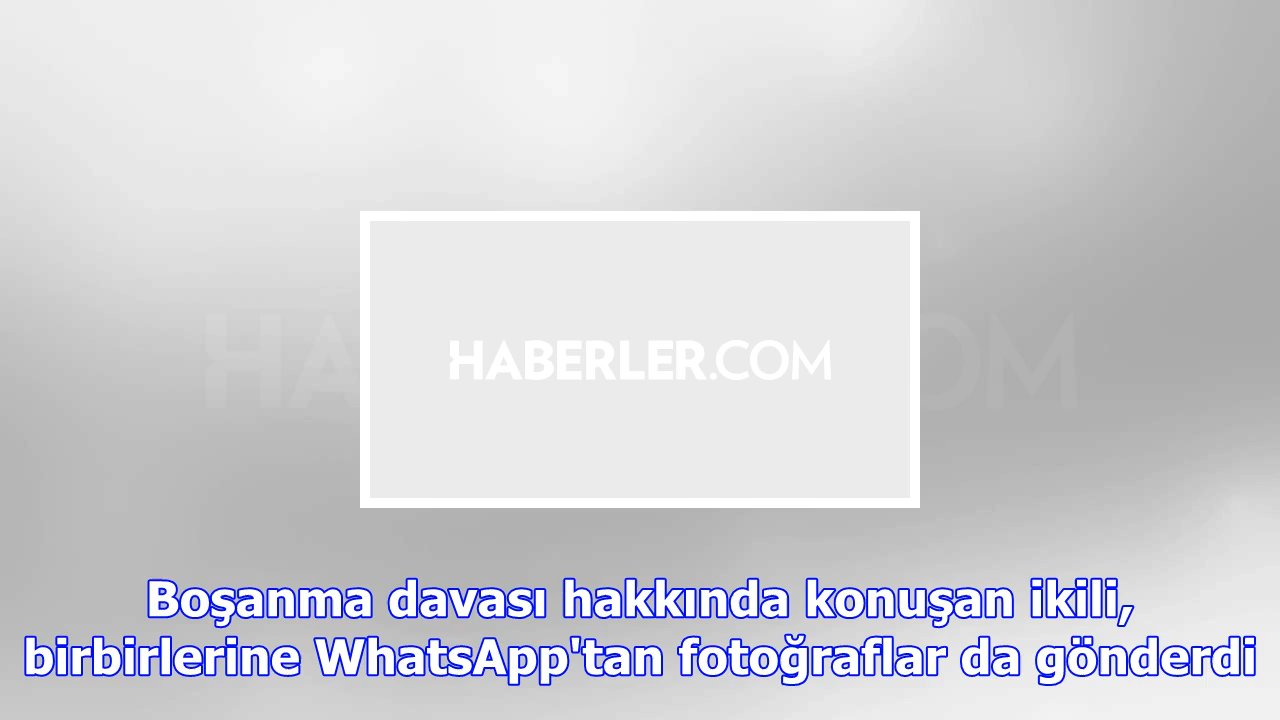 HABERLER.COM
Boşanma davası hakkında konuşan ikili,
birbirlerine WhatsApp'tan fotoğraflar da gönderdi